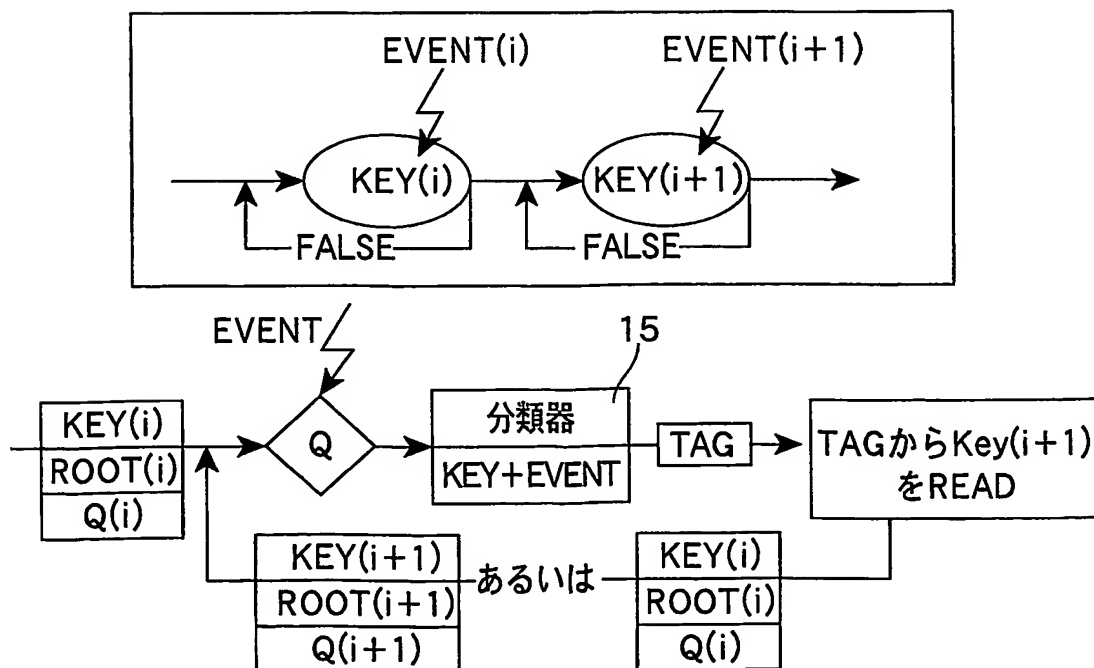 EVENT(i)
EVENT(i+1)
KEY(i)
KEY(i+1)
FALSE
FALSE
EVENT
15
KEY(i)
ROOT(i)
Q(i)
Q
分類器
KEY+EVENT
TAG
TAGからKey(i+1)
をREAD
KEY(i+1)
ROOT(i+1)
Q(i+1)
あるいは
KEY(i)
ROOT(i)
Q(i)